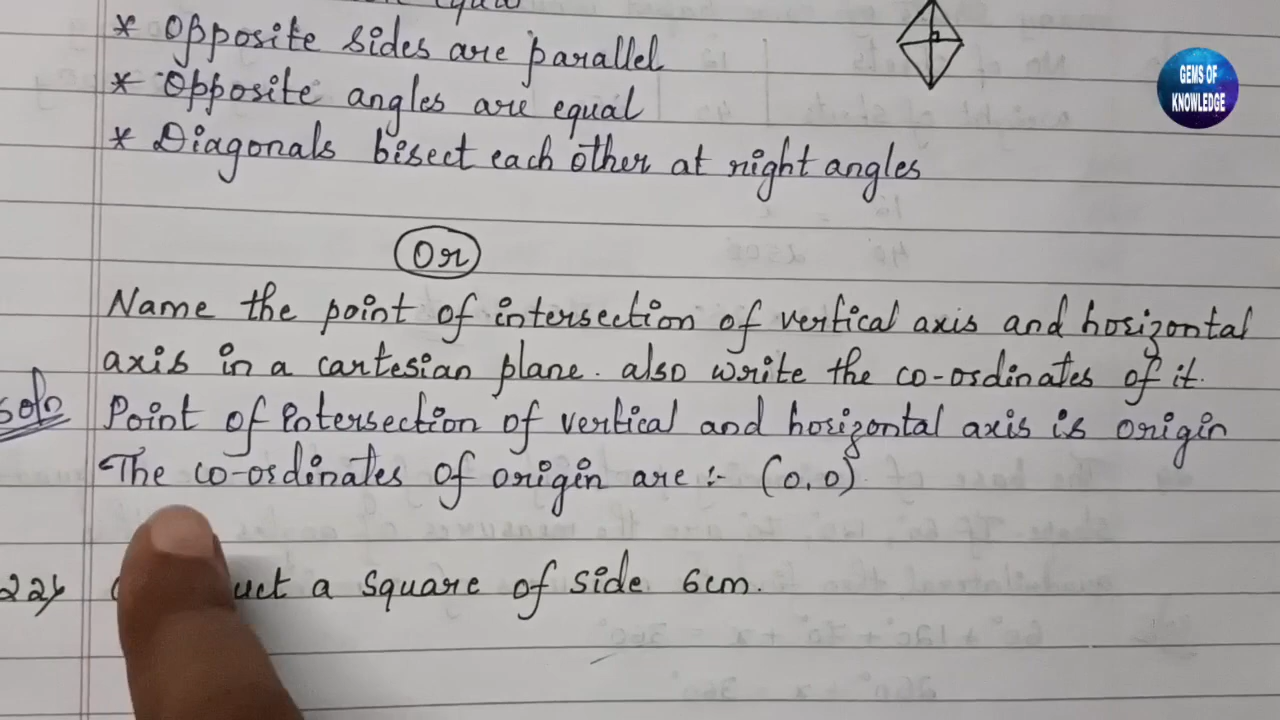 * Opposite sides are parallel
* Opposite angles are equal
* Diagonals bisect each other at right angles
GEMS OF
KNOWLEDGE
Or
Name the point of intersection of vertical axis and horizontal
axis in a cartesian plane. also write the co-ordinates of it.
Soln
Point of intersection of vertical and horizontal axis is origin
The co-ordinates of origin are :- (0,0)
22) a square of side 6cm.